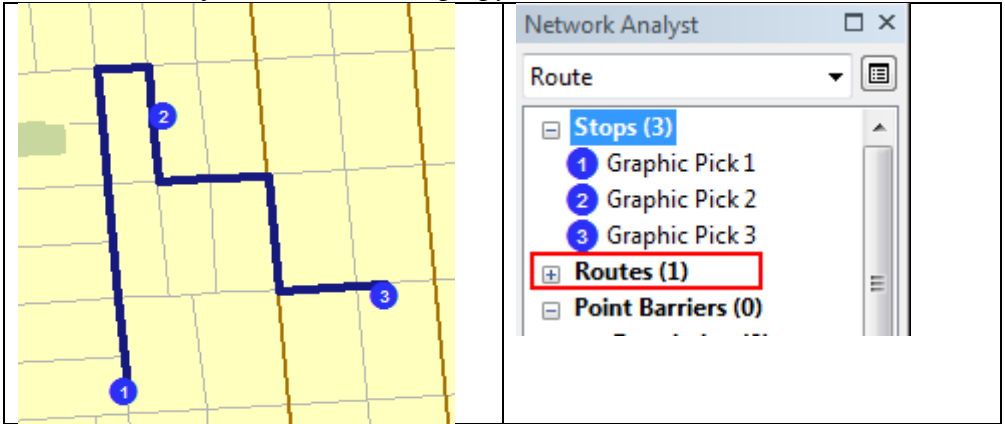 1
2
3
Network Analyst
Route
Stops (3)
1 Graphic Pick 1
2 Graphic Pick 2
3 Graphic Pick 3
Routes (1)
Point Barriers (0)